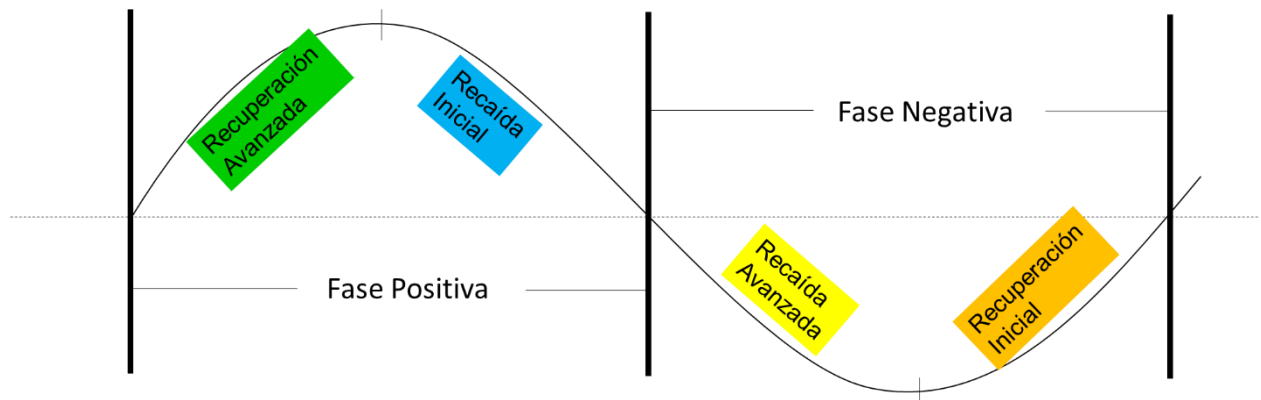 Recuperación
Avanzada
Recaída
Inicial
Fase Negativa
Fase Positiva
Recaída
Avanzada
Recuperación
Inicial